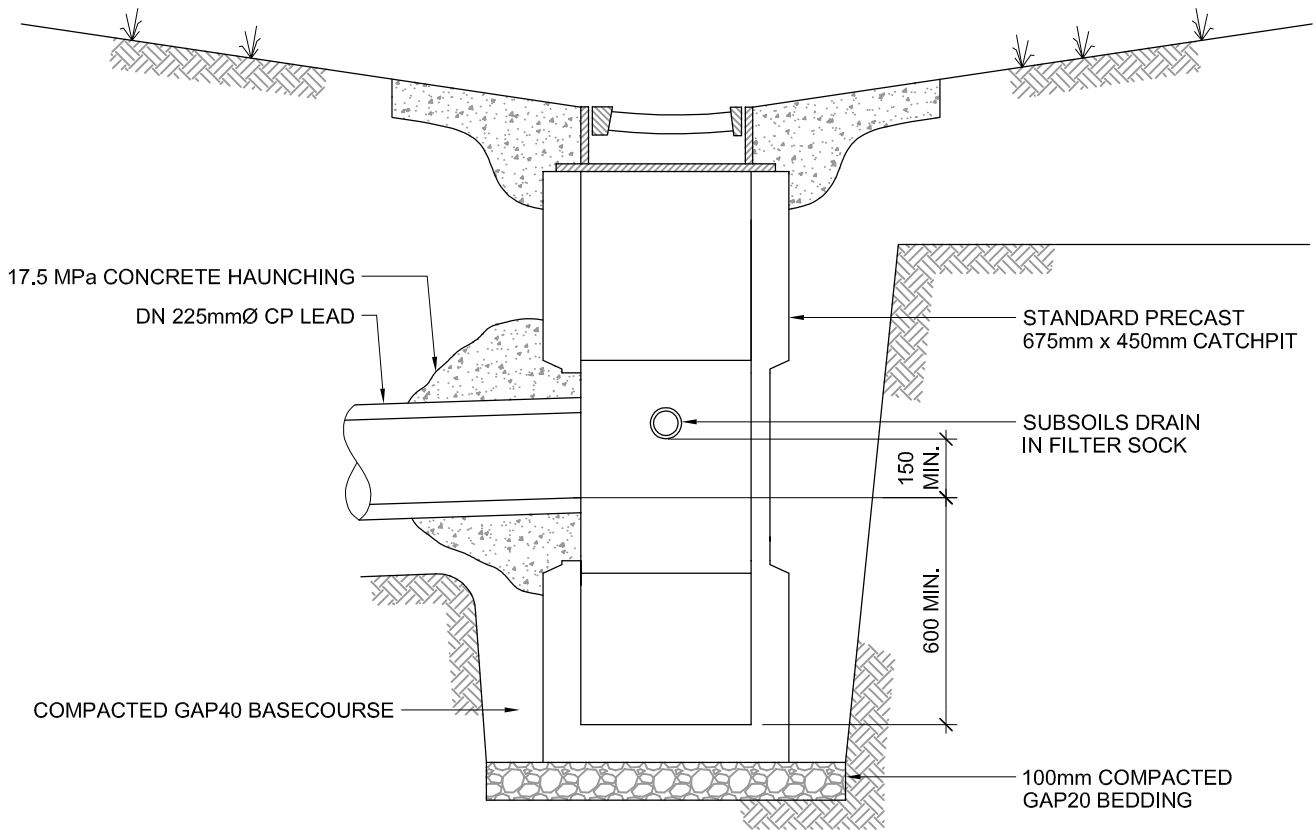 17.5 MPa CONCRETE HAUNCHING
DN 225mmØ CP LEAD
STANDARD PRECAST
675mm x 450mm CATCHPIT
SUBSOILS DRAIN
IN FILTER SOCK
150
MIN.
600 MIN.
COMPACTED GAP40 BASECOURSE
100mm COMPACTED
GAP20 BEDDING